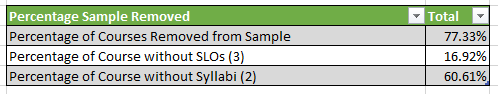 Percentage Sample Removed Total
Percentage of Courses Removed from Sample 77.33%
Percentage of Course without SLOs (3) 16.92%
Percentage of Course without Syllabi (2) 60.61%